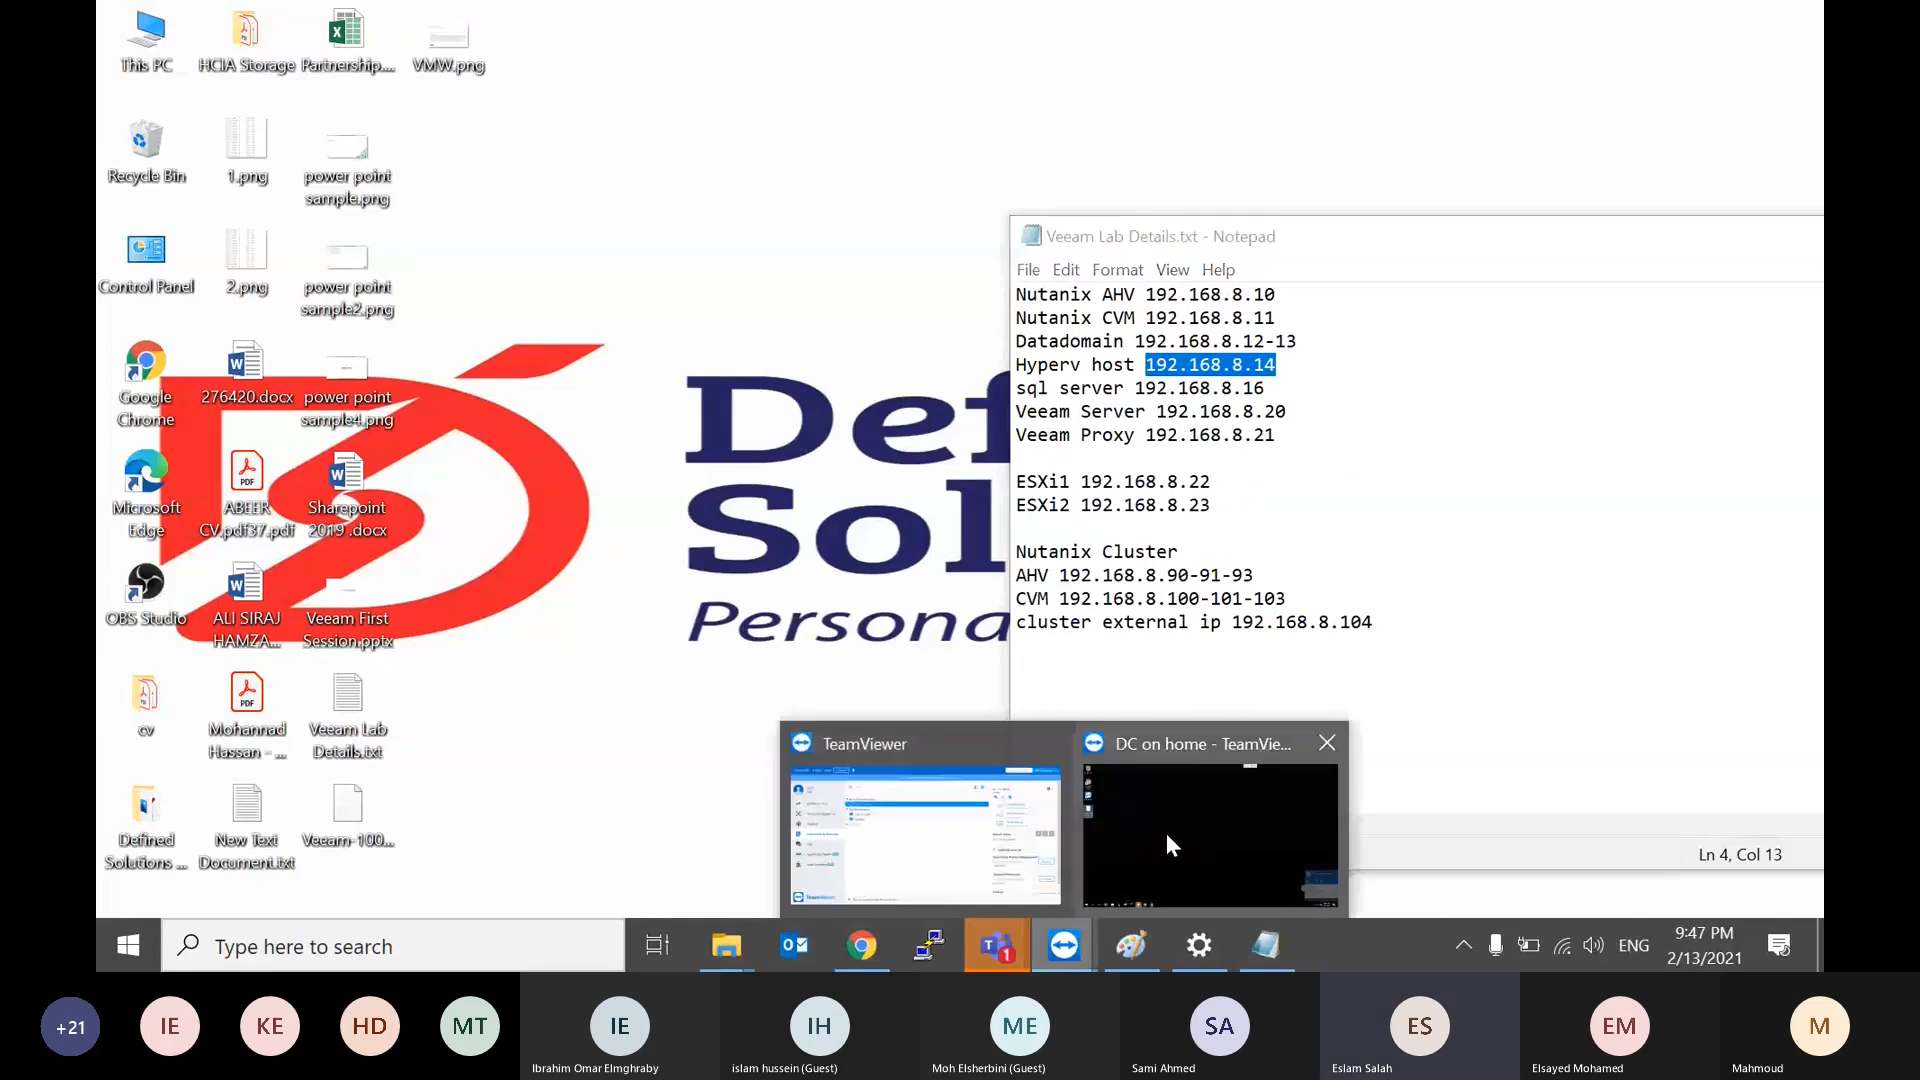 This PC
HCIA Storage
Partnership....
VMW.png
Recycle Bin
1.png
power point
sample.png
Control Panel
2.png
power point
sample2.png
Google
Chrome
276420.docx
power point
sample4.png
Microsoft
Edge
ABEER
CV.pdf37.pdf
Sharepoint
2019 .docx
OBS Studio
ALI SIRAJ
HAMZA...
Veeam First
Session.pptx
cv
Mohannad
Hassan - ...
Veeam Lab
Details.txt
Defined
Solutions ...
New Text
Document.txt
Veeam-100...
PDF
PDF
Def
Sol
Persona
Veeam Lab Details.txt - Notepad
File Edit Format View Help
Nutanix AHV 192.168.8.10
Nutanix CVM 192.168.8.11
Datadomain 192.168.8.12-13
Hyperv host 192.168.8.14
sql server 192.168.8.16
Veeam Server 192.168.8.20
Veeam Proxy 192.168.8.21
ESXi1 192.168.8.22
ESXi2 192.168.8.23
Nutanix Cluster
AHV 192.168.8.90-91-93
CVM 192.168.8.100-101-103
cluster external ip 192.168.8.104
Ln 4, Col 13
TeamViewer
DC on home - TeamVie...
TeamViewer
Type here to search
1
ENG
9:47 PM
2/13/2021
+21
IE
KE
HD
MT
IE
IH
ME
SA
ES
EM
M
Ibrahim Omar Elmghraby
islam hussein (Guest)
Moh Elsherbini (Guest)
Sami Ahmed
Eslam Salah
Elsayed Mohamed
Mahmoud